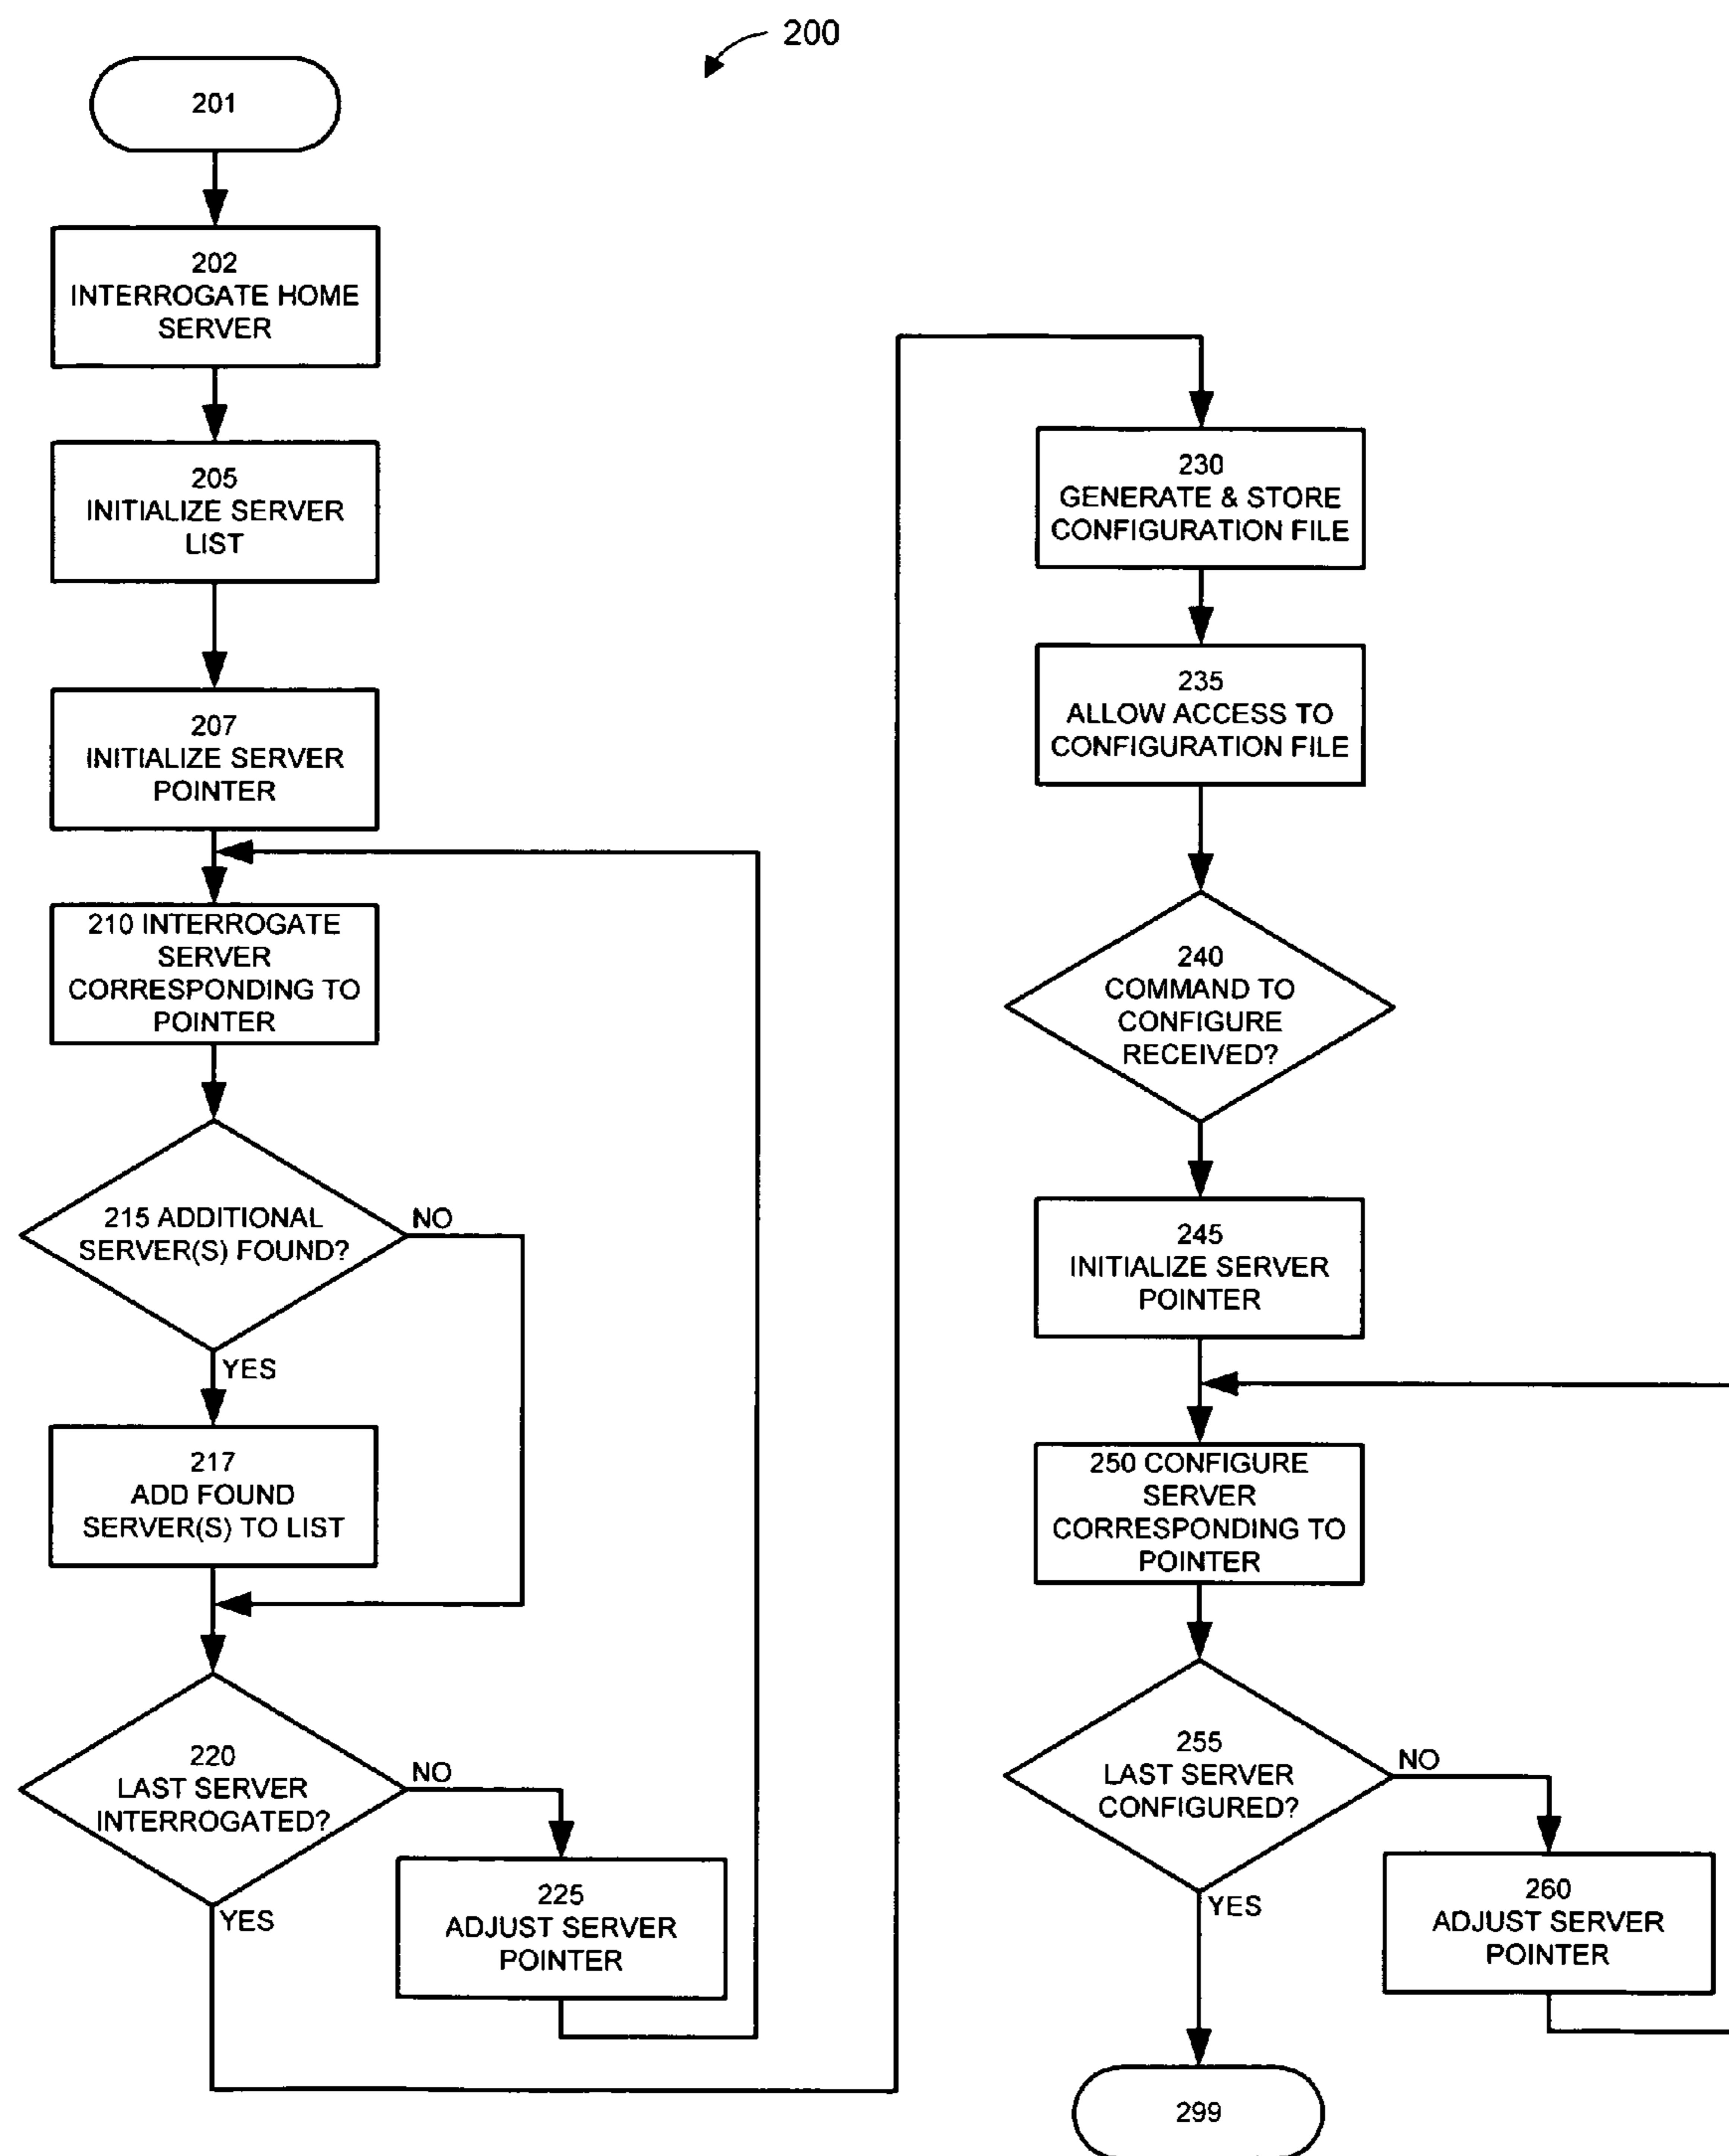 200
201
202
INTERROGATE HOME
SERVER
205
INITIALIZE SERVER
LIST
207
INITIALIZE SERVER
POINTER
210 INTERROGATE
SERVER
CORRESPONDING TO
POINTER
215 ADDITIONAL
SERVER(S) FOUND?
NO
YES
217
ADD FOUND
SERVER(S) TO LIST
220
LAST SERVER
INTERROGATED?
NO
YES
225
ADJUST SERVER
POINTER
230
GENERATE & STORE
CONFIGURATION FILE
235
ALLOW ACCESS TO
CONFIGURATION FILE
240
COMMAND TO
CONFIGURE
RECEIVED?
245
INITIALIZE SERVER
POINTER
250 CONFIGURE
SERVER
CORRESPONDING TO
POINTER
255
LAST SERVER
CONFIGURED?
NO
YES
260
ADJUST SERVER
POINTER
299